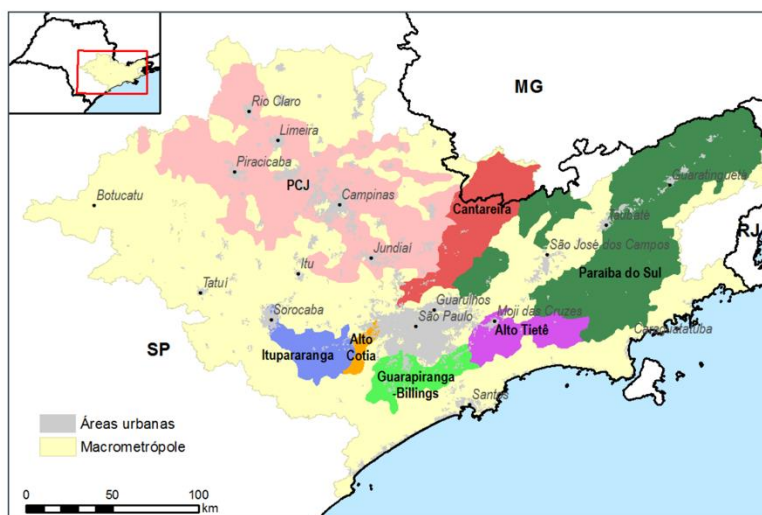 MG
Rio Claro
Limeira
Piracicaba
PCJ
Botucatu
Campinas
Cantareira
Guaratinguetá
Taubaté
RJ
São José dos Campos
Paraíba do Sul
Jundiaí
Itu
Tatuí
Sorocaba
Guarulhos
São Paulo
Moji das Cruzes
Alto Tietê
Caraguatatuba
SP
Itupararanga
Alto
Cotia
Guarapiranga
-Billings
Santos
Áreas urbanas
Macrometrópole
0
50
100
km